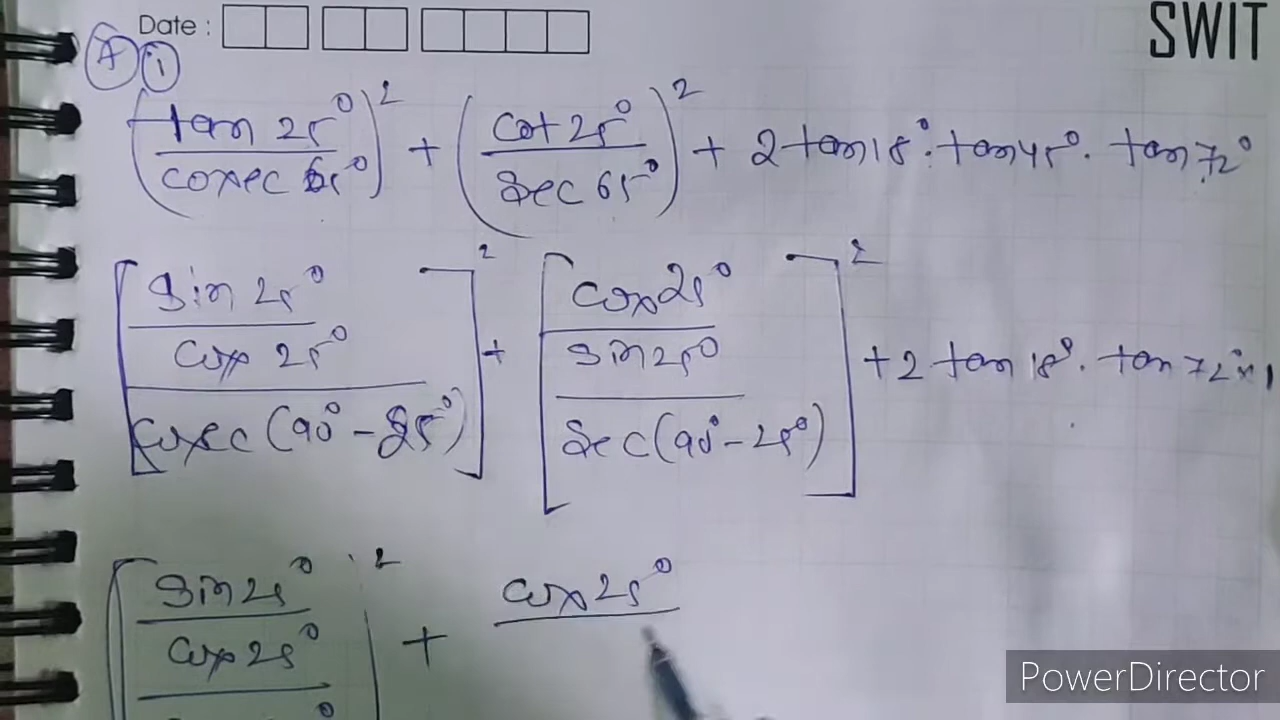 Date : SWIT
A i
(tan 25° / cosec 65°)² + (cot 25° / sec 65°)² + 2 tan 18° . tan 45° . tan 72°
[sin 25° / cos 25° / cosec (90° - 25°)]² + [cos 25° / sin 25° / sec (90° - 25°)]² + 2 tan 18° . tan 72° × 1
[sin 25° / cos 25° ² + cos 25°
PowerDirector